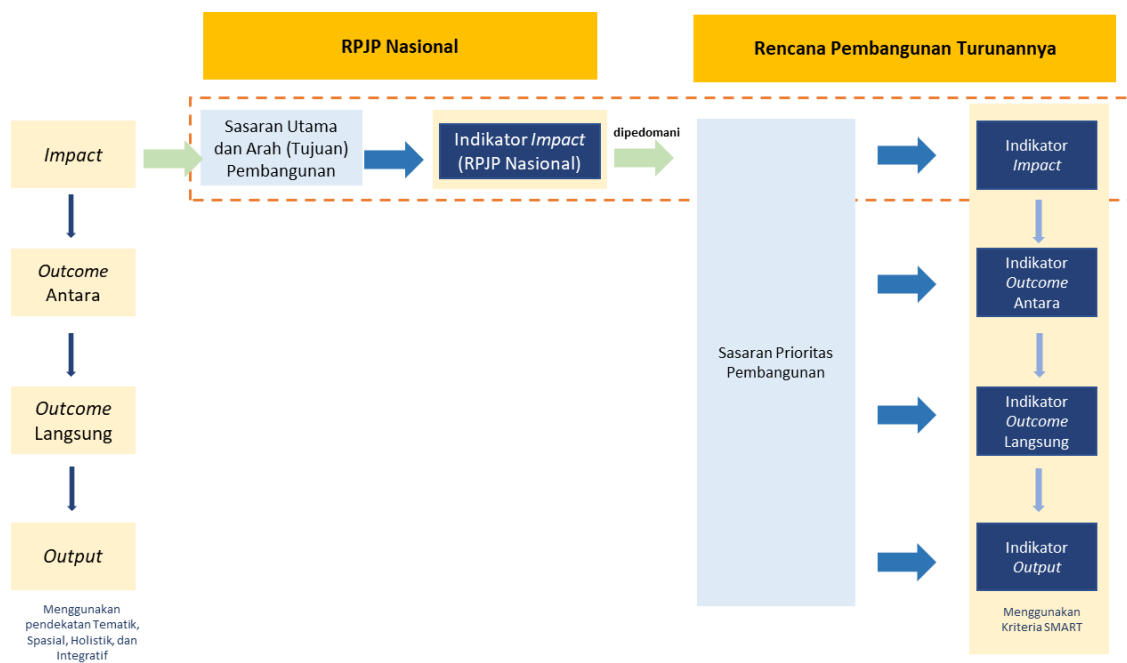 RPJP Nasional
Rencana Pembangunan Turunannya
Impact
Sasaran Utama
dan Arah (Tujuan)
Pembangunan
Indikator Impact
(RPJP Nasional)
dipedomani
Indikator
Impact
Outcome
Antara
Indikator
Outcome
Antara
Sasaran Prioritas
Pembangunan
Outcome
Langsung
Indikator
Outcome
Langsung
Output
Indikator
Output
Menggunakan
pendekatan Tematik,
Spasial, Holistik, dan
Integratif
Menggunakan
Kriteria SMART